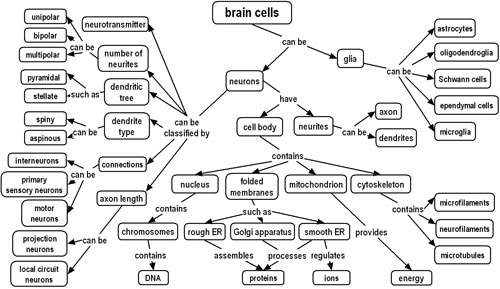 brain cells
can be
neurons
glia
can be
astrocytes
oligodendroglia
Schwann cells
ependymal cells
microglia
can be
classified by
neurotransmitter
number of
neurites
can be
unipolar
bipolar
multipolar
dendritic
tree
such as
pyramidal
stellate
dendrite
type
can be
spiny
aspinous
connections
can be
interneurons
primary
sensory neurons
motor
neurons
axon length
can be
projection
neurons
local circuit
neurons
have
cell body
neurites
can be
axon
dendrites
contains
nucleus
folded
membranes
mitochondrion
cytoskeleton
contains
chromosomes
contains
DNA
such as
rough ER
Golgi apparatus
smooth ER
assembles
processes
regulates
proteins
ions
provides
energy
contains
microfilaments
neurofilaments
microtubules